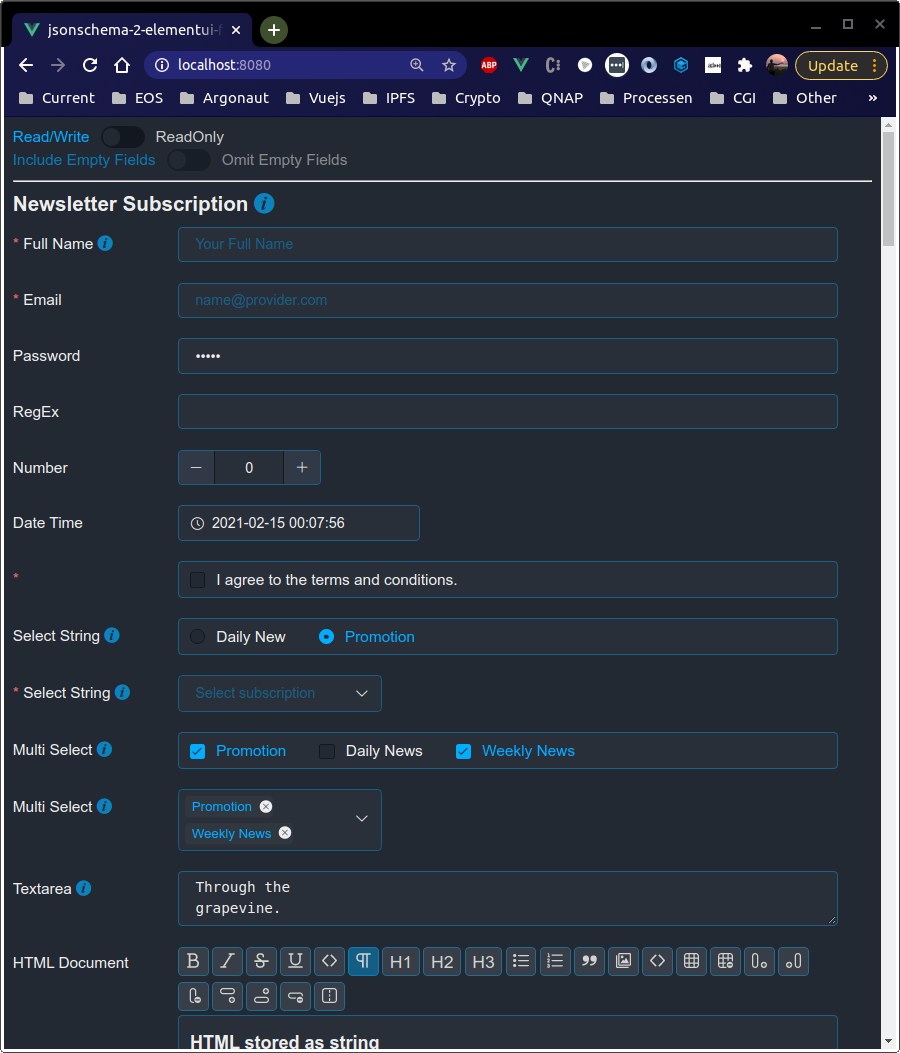 jsonschema-2-elementui-f
localhost:8080
ABP
Update
Current EOS Argonaut Vuejs IPFS Crypto QNAP Processen CGI Other »
Read/Write ReadOnly
Include Empty Fields Omit Empty Fields
Newsletter Subscription i
* Full Name i Your Full Name
* Email name@provider.com
Password •••••
RegEx
Number − 0 +
Date Time 2021-02-15 00:07:56
* I agree to the terms and conditions.
Select String i Daily New Promotion
* Select String i Select subscription
Multi Select i Promotion Daily News Weekly News
Multi Select i Promotion
Weekly News
Textarea i Through the
grapevine.
HTML Document B I S U <> ¶ H1 H2 H3
HTML stored as string